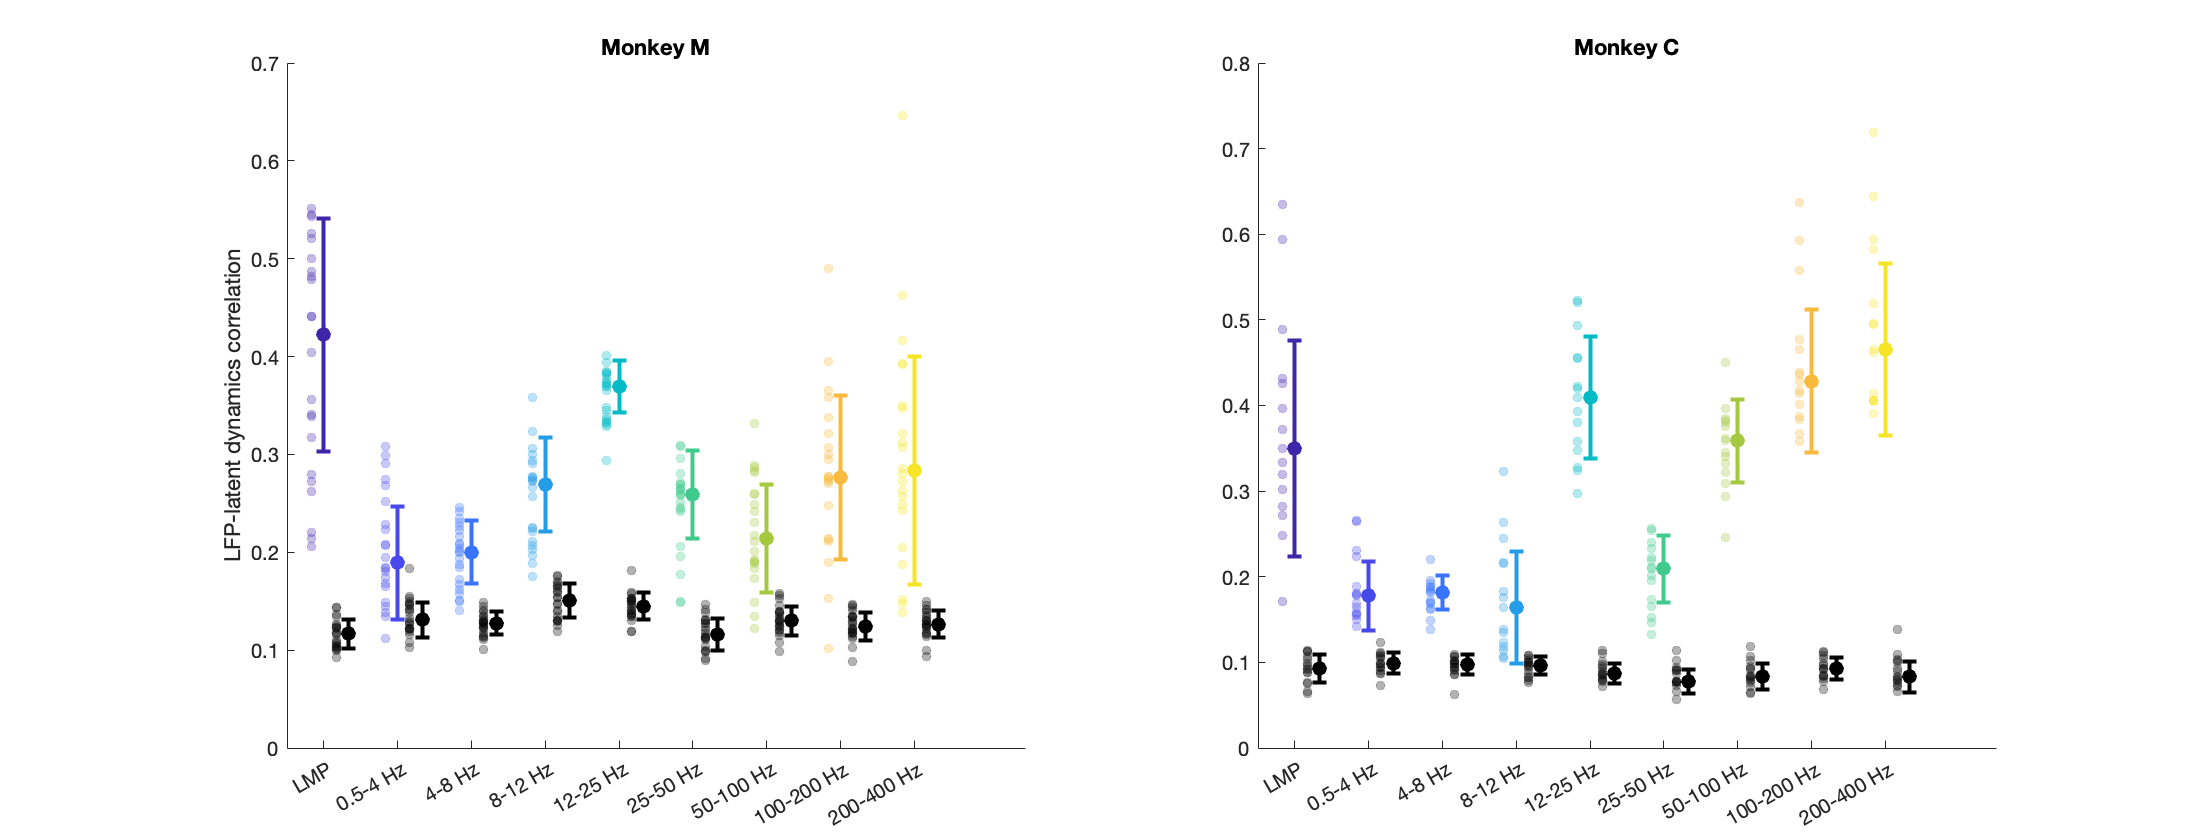 Monkey M
LFP-latent dynamics correlation
0.7
0.6
0.5
0.4
0.3
0.2
0.1
0
LMP
0.5-4 Hz
4-8 Hz
8-12 Hz
12-25 Hz
25-50 Hz
50-100 Hz
100-200 Hz
200-400 Hz
Monkey C
0.8
0.7
0.6
0.5
0.4
0.3
0.2
0.1
0
LMP
0.5-4 Hz
4-8 Hz
8-12 Hz
12-25 Hz
25-50 Hz
50-100 Hz
100-200 Hz
200-400 Hz